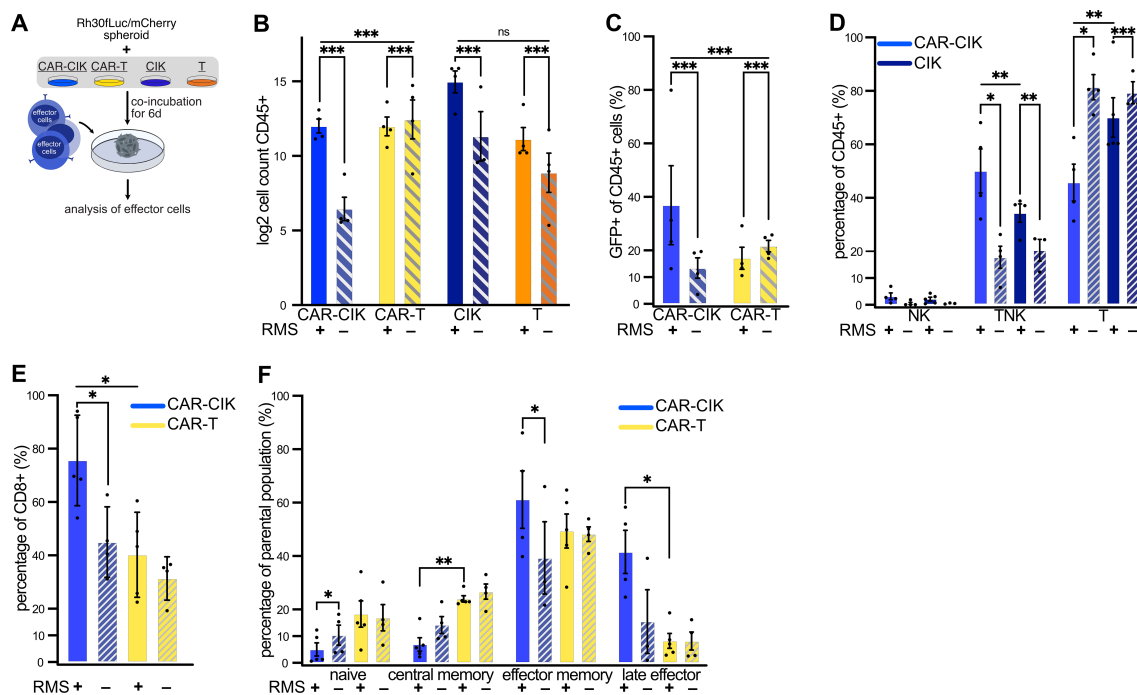 A
Rh30fLuc/mCherry
spheroid
+
CAR-CIK CAR-T CIK T
co-incubation
for 6d
effector
cells
effector
cells
analysis of effector cells
B
log2 cell count CD45+
15
10
5
0
*** *** *** *** ns ***
CAR-CIK CAR-T CIK T
RMS + – + – + – + –
C
GFP+ of CD45+ cells (%)
100
80
60
40
20
0
*** *** ***
CAR-CIK CAR-T
RMS + – + –
D
CAR-CIK
CIK
percentage of CD45+ (%)
100
80
60
40
20
10
0
** * ** ** * ***
NK TNK T
RMS + – + – + – + – + – + –
E
CAR-CIK
CAR-T
percentage of CD8+ (%)
100
80
60
40
20
10
0
* *
RMS + – + –
F
CAR-CIK
CAR-T
percentage of parental population (%)
100
80
60
40
20
10
0
* ** * *
naive central memory effector memory late effector
RMS + – + – + – + – + – + – + – + –